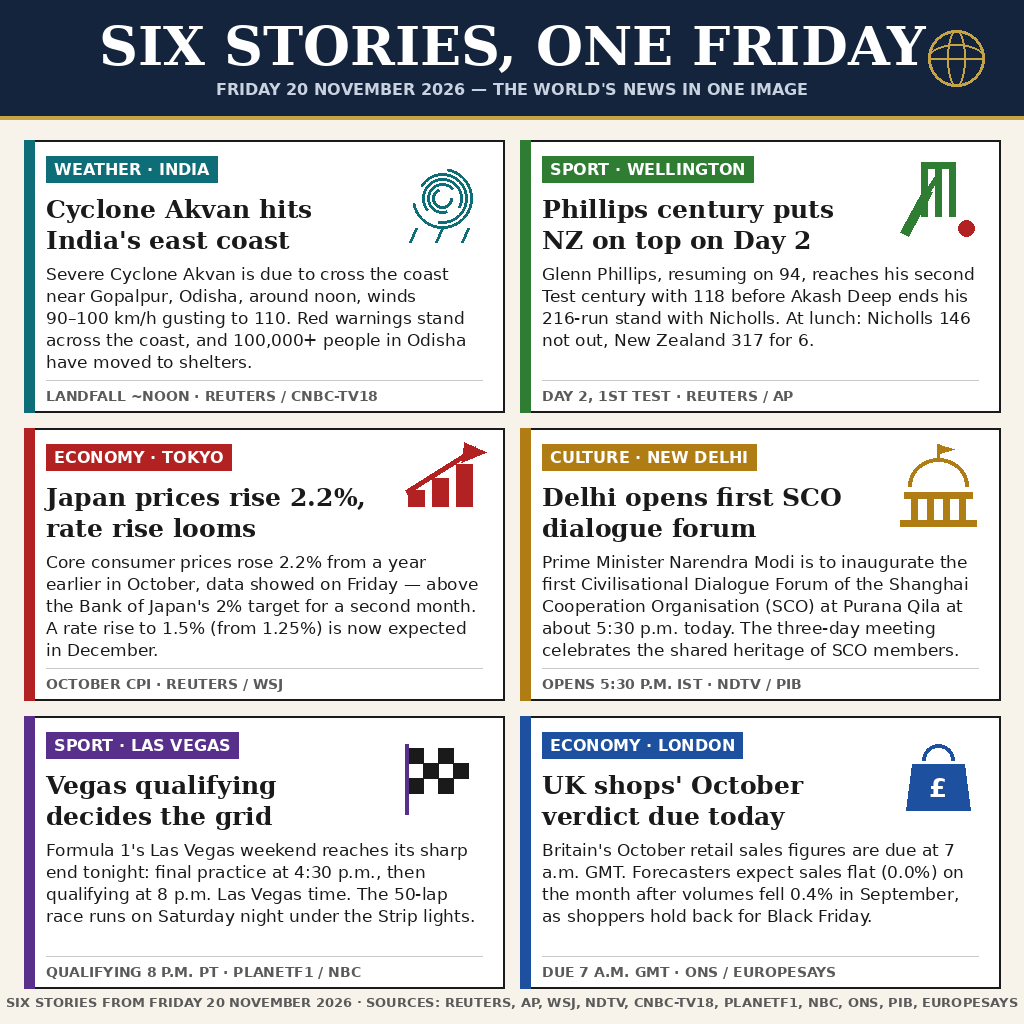 SIX STORIES, ONE FRIDAY
FRIDAY 20 NOVEMBER 2026 — THE WORLD'S NEWS IN ONE IMAGE
WEATHER · INDIA
Cyclone Akvan hits
India's east coast
Severe Cyclone Akvan is due to cross the coast
near Gopalpur, Odisha, around noon, winds
90–100 km/h gusting to 110. Red warnings stand
across the coast, and 100,000+ people in Odisha
have moved to shelters.
LANDFALL ~NOON · REUTERS / CNBC-TV18
SPORT · WELLINGTON
Phillips century puts
NZ on top on Day 2
Glenn Phillips, resuming on 94, reaches his second
Test century with 118 before Akash Deep ends his
216-run stand with Nicholls. At lunch: Nicholls 146
not out, New Zealand 317 for 6.
DAY 2, 1ST TEST · REUTERS / AP
ECONOMY · TOKYO
Japan prices rise 2.2%,
rate rise looms
Core consumer prices rose 2.2% from a year
earlier in October, data showed on Friday — above
the Bank of Japan's 2% target for a second month.
A rate rise to 1.5% (from 1.25%) is now expected
in December.
OCTOBER CPI · REUTERS / WSJ
CULTURE · NEW DELHI
Delhi opens first SCO
dialogue forum
Prime Minister Narendra Modi is to inaugurate the
first Civilisational Dialogue Forum of the Shanghai
Cooperation Organisation (SCO) at Purana Qila at
about 5:30 p.m. today. The three-day meeting
celebrates the shared heritage of SCO members.
OPENS 5:30 P.M. IST · NDTV / PIB
SPORT · LAS VEGAS
Vegas qualifying
decides the grid
Formula 1's Las Vegas weekend reaches its sharp
end tonight: final practice at 4:30 p.m., then
qualifying at 8 p.m. Las Vegas time. The 50-lap
race runs on Saturday night under the Strip lights.
QUALIFYING 8 P.M. PT · PLANETF1 / NBC
ECONOMY · LONDON
UK shops' October
verdict due today
£
Britain's October retail sales figures are due at 7
a.m. GMT. Forecasters expect sales flat (0.0%) on
the month after volumes fell 0.4% in September,
as shoppers hold back for Black Friday.
DUE 7 A.M. GMT · ONS / EUROPESAYS
SIX STORIES FROM FRIDAY 20 NOVEMBER 2026 · SOURCES: REUTERS, AP, WSJ, NDTV, CNBC-TV18, PLANETF1, NBC, ONS, PIB, EUROPESAYS